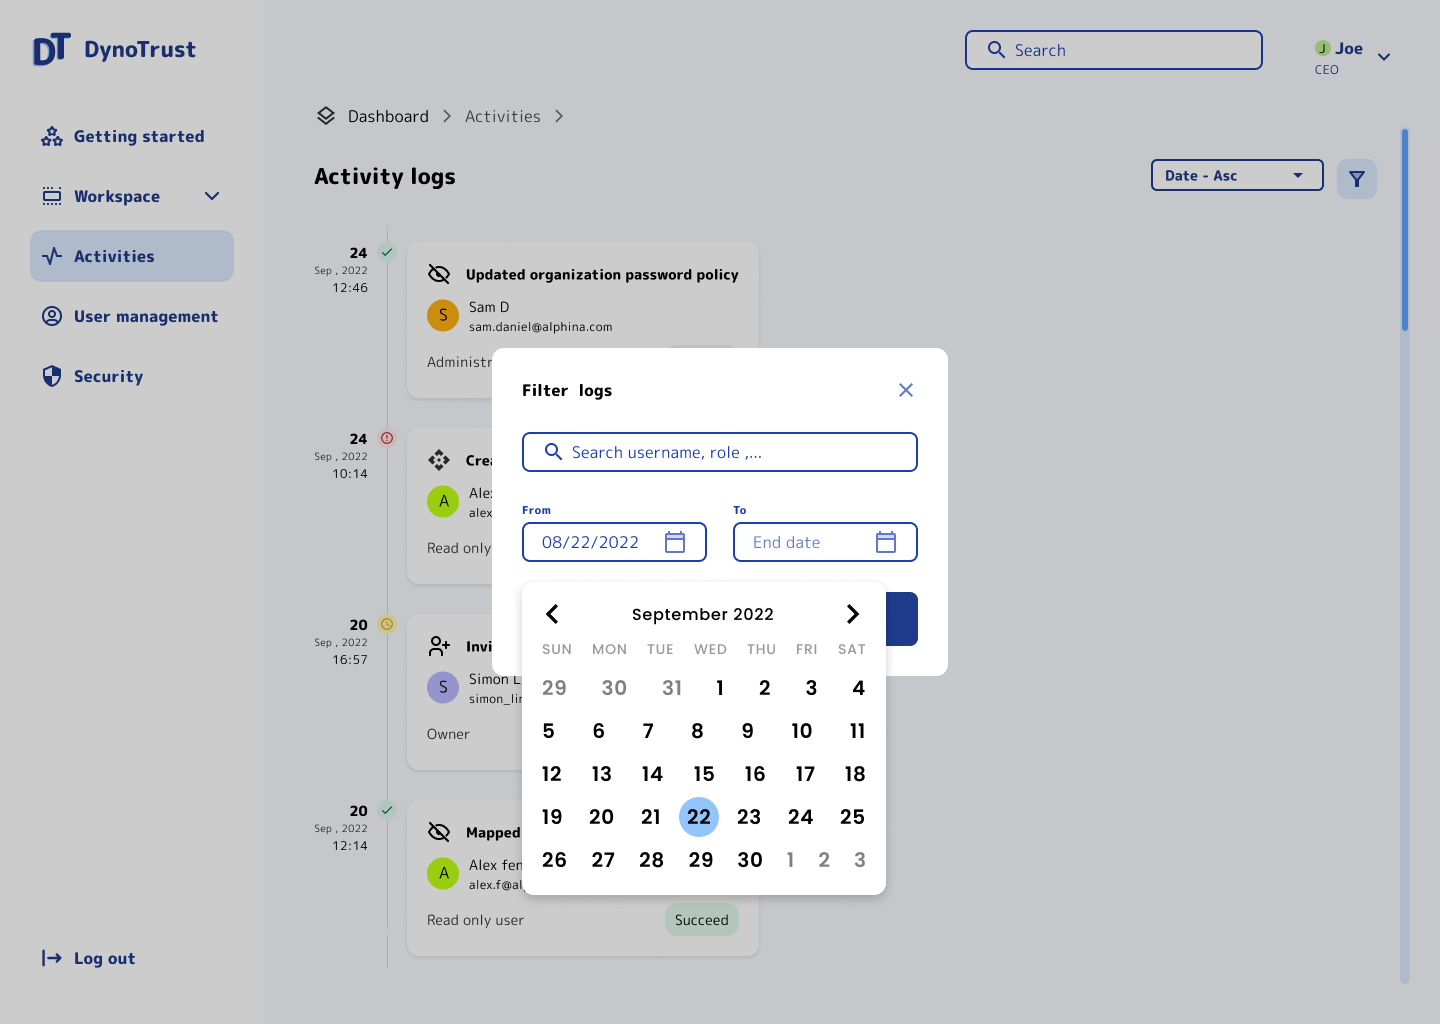 DT DynoTrust
Search
J Joe
CEO
Getting started
Workspace
Activities
User management
Security
Log out
Dashboard
Activities
Activity logs
Date - Asc
24
Sep , 2022
12:46
Updated organization password policy
S
Sam D
sam.daniel@alphina.com
Administr
24
Sep , 2022
10:14
Crea
A
Alex
alex
Read only
20
Sep , 2022
16:57
Invi
S
Simon L
simon_lin
Owner
20
Sep , 2022
12:14
Mapped
A
Alex fen
alex.f@al
Read only user
Succeed
Filter logs
Search username, role ,...
From
08/22/2022
To
End date
September 2022
SUN MON TUE WED THU FRI SAT
29 30 31 1 2 3 4
5 6 7 8 9 10 11
12 13 14 15 16 17 18
19 20 21 22 23 24 25
26 27 28 29 30 1 2 3